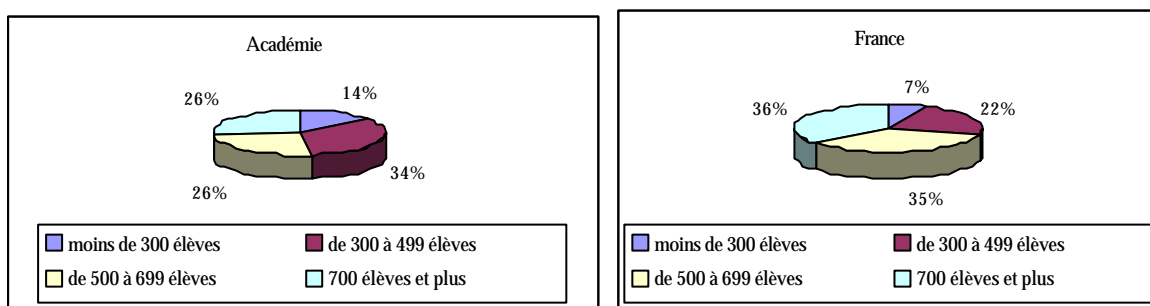 Académie
26% 14%
26% 34%
moins de 300 élèves de 300 à 499 élèves
de 500 à 699 élèves 700 élèves et plus
France
7%
36% 22%
35%
moins de 300 élèves de 300 à 499 élèves
de 500 à 699 élèves 700 élèves et plus